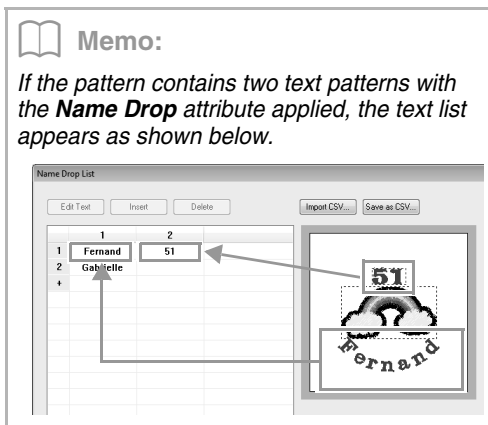 Memo:
If the pattern contains two text patterns with
the Name Drop attribute applied, the text list
appears as shown below.
Name Drop List
Edit Text Insert Delete Import CSV... Save as CSV...
1 2
1 Fernand 51
2 Gabrielle
+
51
Fernand